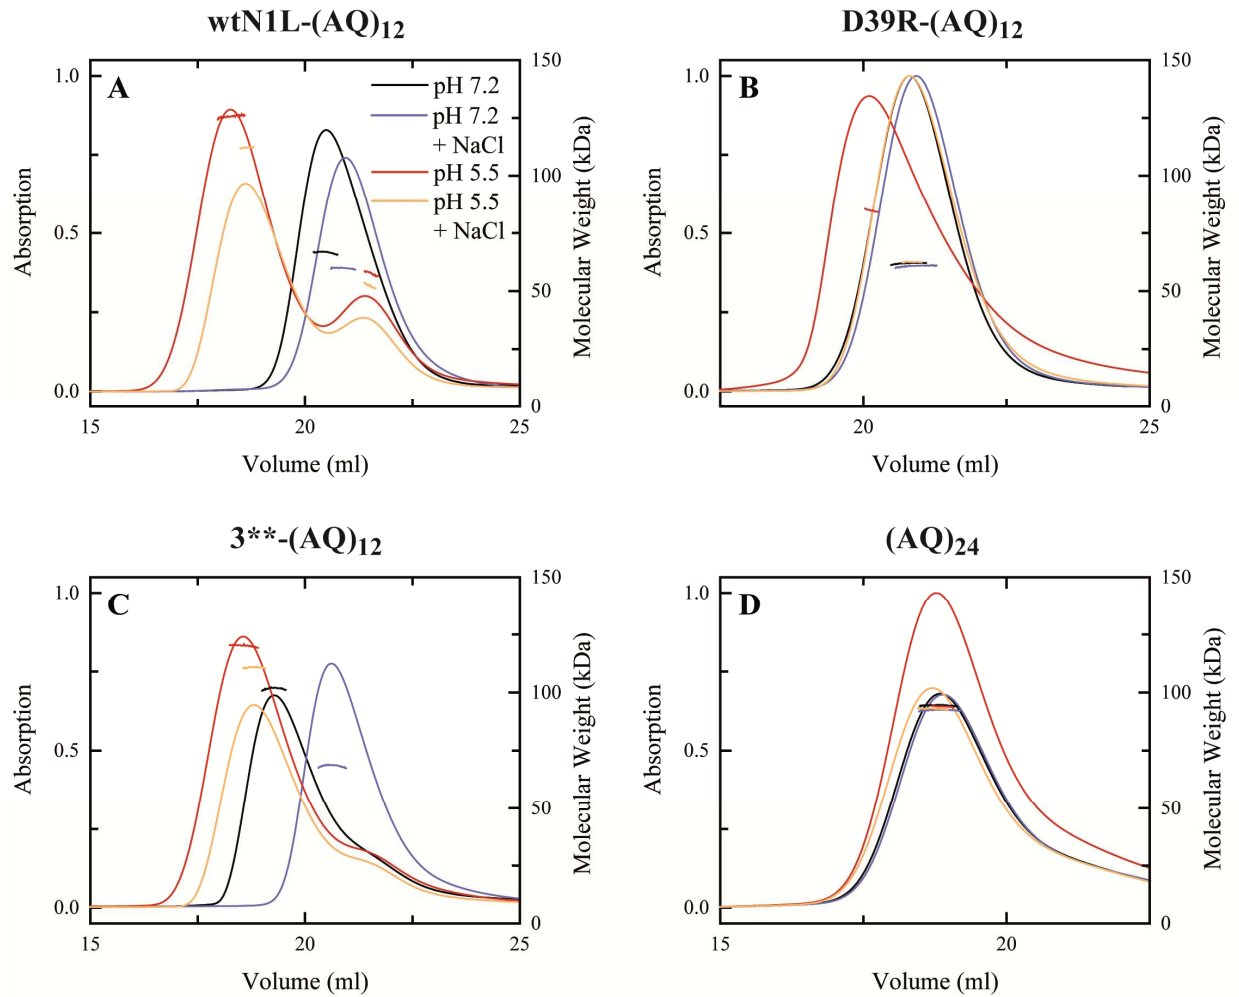 wtN1L-(AQ)12
A
pH 7.2
pH 7.2
+ NaCl
pH 5.5
pH 5.5
+ NaCl
1.0
0.5
0.0
Absorption
150
100
50
0
Molecular Weight (kDa)
15
20
25
Volume (ml)
D39R-(AQ)12
B
1.0
0.5
0.0
Absorption
150
100
50
0
Molecular Weight (kDa)
20
25
Volume (ml)
3**-(AQ)12
C
1.0
0.5
0.0
Absorption
150
100
50
0
Molecular Weight (kDa)
15
20
25
Volume (ml)
(AQ)24
D
1.0
0.5
0.0
Absorption
150
100
50
0
Molecular Weight (kDa)
15
20
Volume (ml)